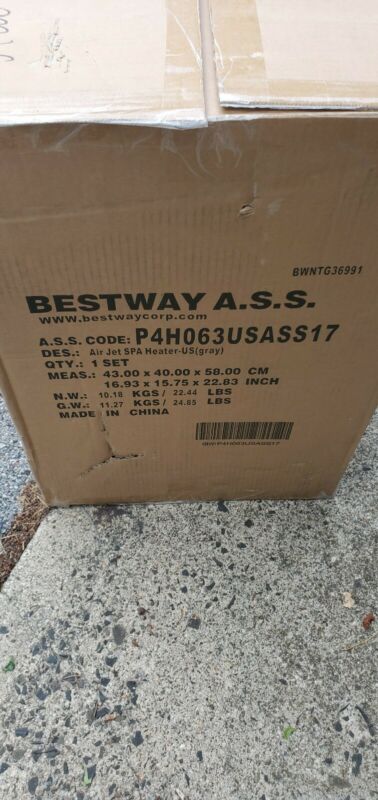 BWNTG36991
BESTWAY A.S.S.
www.bestwaycorp.com
A.S.S. CODE: P4H063USASS17
DES.: Air Jet SPA Heater-US(gray)
QTY.: 1 SET
MEAS.: 43.00 x 40.00 x 58.00 CM
16.93 x 15.75 x 22.83 INCH
N.W.: 10.18 KGS/ 22.44 LBS
G.W.: 11.27 KGS/ 24.85 LBS
MADE IN CHINA